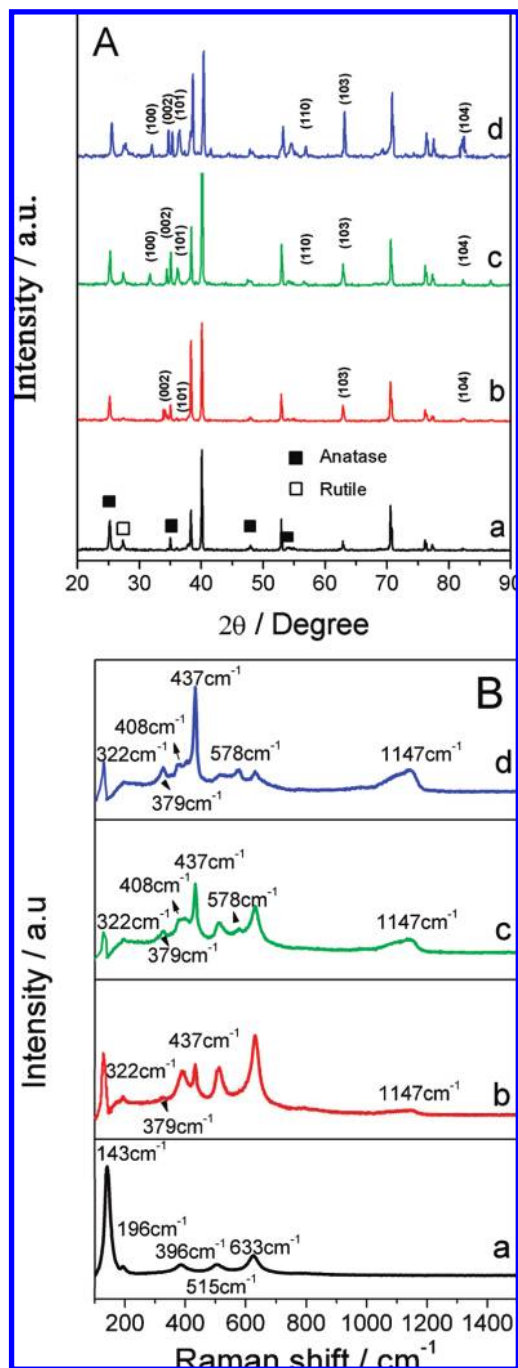 A
(100)
(002)
(101)
(110)
(103)
(104)
d
(100)
(002)
(101)
(110)
(103)
(104)
c
(002)
(101)
(103)
(104)
b
■ Anatase
□ Rutile
a
Intensity / a.u.
20 30 40 50 60 70 80 90
2θ / Degree
B
437cm⁻¹
408cm⁻¹
322cm⁻¹
578cm⁻¹
1147cm⁻¹
379cm⁻¹
d
437cm⁻¹
408cm⁻¹
578cm⁻¹
322cm⁻¹
1147cm⁻¹
379cm⁻¹
c
437cm⁻¹
322cm⁻¹
1147cm⁻¹
379cm⁻¹
b
143cm⁻¹
196cm⁻¹
396cm⁻¹
633cm⁻¹
515cm⁻¹
a
Intensity / a.u
200 400 600 800 1000 1200 1400
Raman shift / cm⁻¹